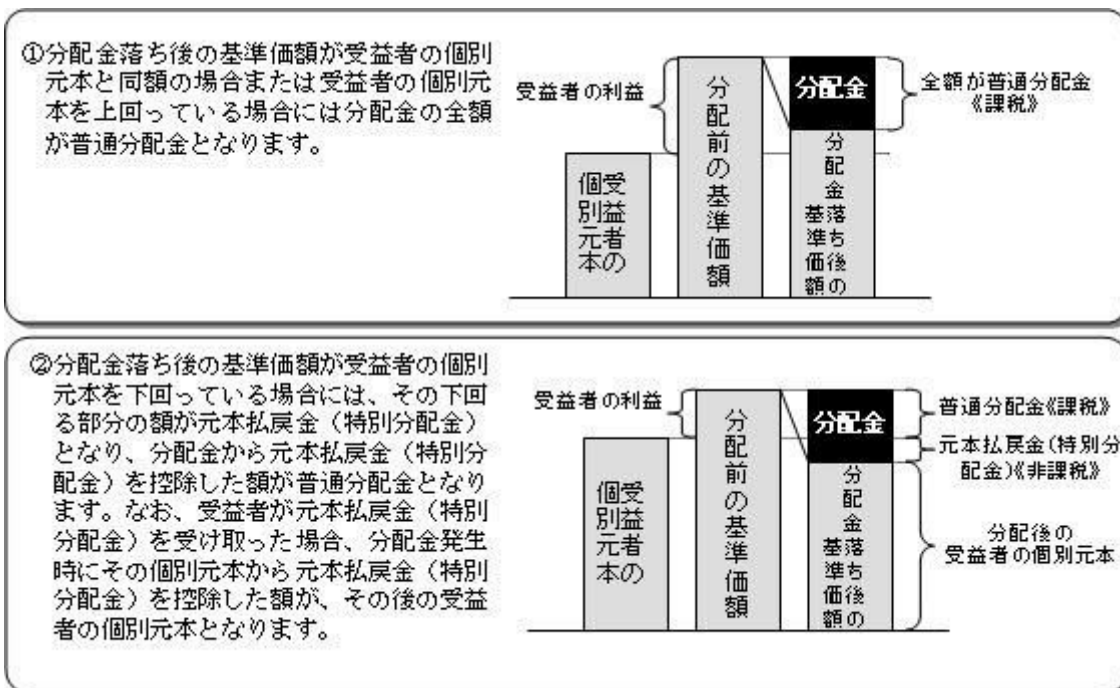 ①分配金落ち後の基準価額が受益者の個別
元本と同額の場合または受益者の個別元
本を上回っている場合には分配金の全額
が普通分配金となります。
受益者の利益
受益者の
個別元本
分配前の基準価額
分配金
分配金落ち後の
基準価額
全額が普通分配金
《課税》
②分配金落ち後の基準価額が受益者の個別
元本を下回っている場合には、その下回
る部分の額が元本払戻金（特別分配金）
となり、分配金から元本払戻金（特別分
配金）を控除した額が普通分配金となり
ます。なお、受益者が元本払戻金（特別
分配金）を受け取った場合、分配金発生
時にその個別元本から元本払戻金（特別
分配金）を控除した額が、その後の受益
者の個別元本となります。
受益者の利益
受益者の
個別元本
分配前の基準価額
分配金
分配金落ち後の
基準価額
普通分配金《課税》
元本払戻金(特別分
配金)《非課税》
分配後の
受益者の個別元本